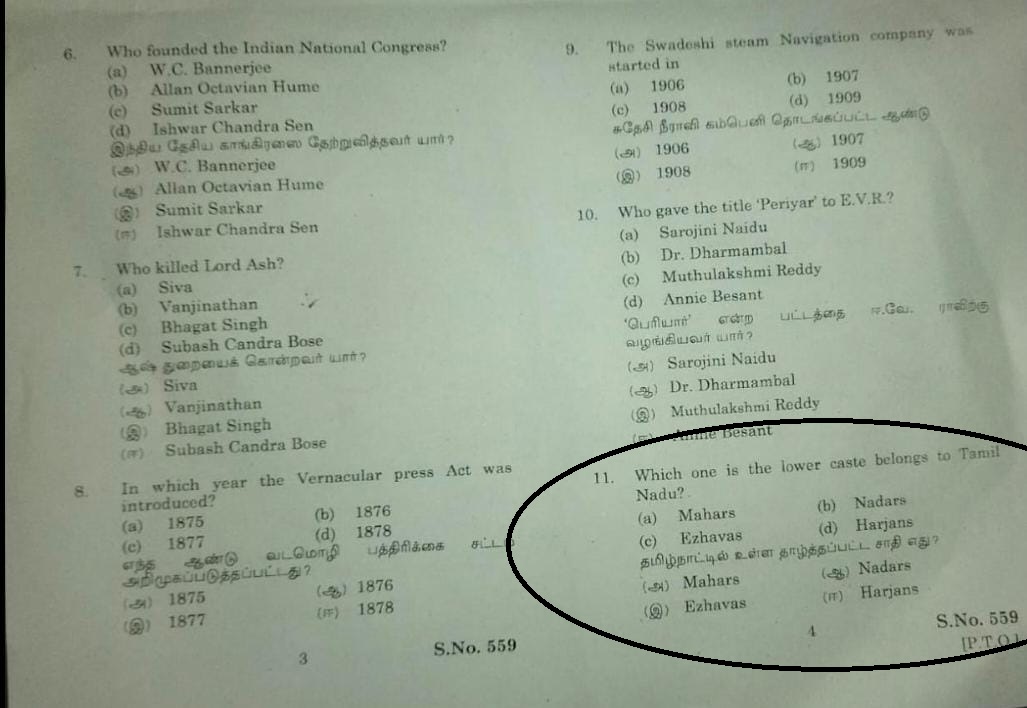 6. Who founded the Indian National Congress?
(a) W.C. Bannerjee
(b) Allan Octavian Hume
(c) Sumit Sarkar
(d) Ishwar Chandra Sen
இந்திய தேசிய காங்கிரஸை தோற்றுவித்தவர் யார்?
(அ) W.C. Bannerjee
(ஆ) Allan Octavian Hume
(இ) Sumit Sarkar
(ஈ) Ishwar Chandra Sen
7. Who killed Lord Ash?
(a) Siva
(b) Vanjinathan
(c) Bhagat Singh
(d) Subash Candra Bose
ஆஷ் துறையைக் கொன்றவர் யார்?
(அ) Siva
(ஆ) Vanjinathan
(இ) Bhagat Singh
(ஈ) Subash Candra Bose
8. In which year the Vernacular press Act was
introduced?
(a) 1875 (b) 1876
(c) 1877 (d) 1878
எந்த ஆண்டு வடமொழி பத்திரிக்கை சட்டம்
அறிமுகப்படுத்தப்பட்டது?
(அ) 1875 (ஆ) 1876
(இ) 1877 (ஈ) 1878
3 S.No. 559
9. The Swadeshi steam Navigation company was
started in
(a) 1906 (b) 1907
(c) 1908 (d) 1909
சுதேசி நீராவி கம்பெனி தொடங்கப்பட்ட ஆண்டு
(அ) 1906 (ஆ) 1907
(இ) 1908 (ஈ) 1909
10. Who gave the title 'Periyar' to E.V.R.?
(a) Sarojini Naidu
(b) Dr. Dharmambal
(c) Muthulakshmi Reddy
(d) Annie Besant
'பெரியார்' என்ற பட்டத்தை ஈ.வே. ராவிற்கு
வழங்கியவர் யார்?
(அ) Sarojini Naidu
(ஆ) Dr. Dharmambal
(இ) Muthulakshmi Reddy
(ஈ) Annie Besant
11. Which one is the lower caste belongs to Tamil
Nadu?
(a) Mahars (b) Nadars
(c) Ezhavas (d) Harjans
தமிழ்நாட்டில் உள்ள தாழ்த்தப்பட்ட சாதி எது?
(அ) Mahars (ஆ) Nadars
(இ) Ezhavas (ஈ) Harjans
4 S.No. 559
[P.T.O.]